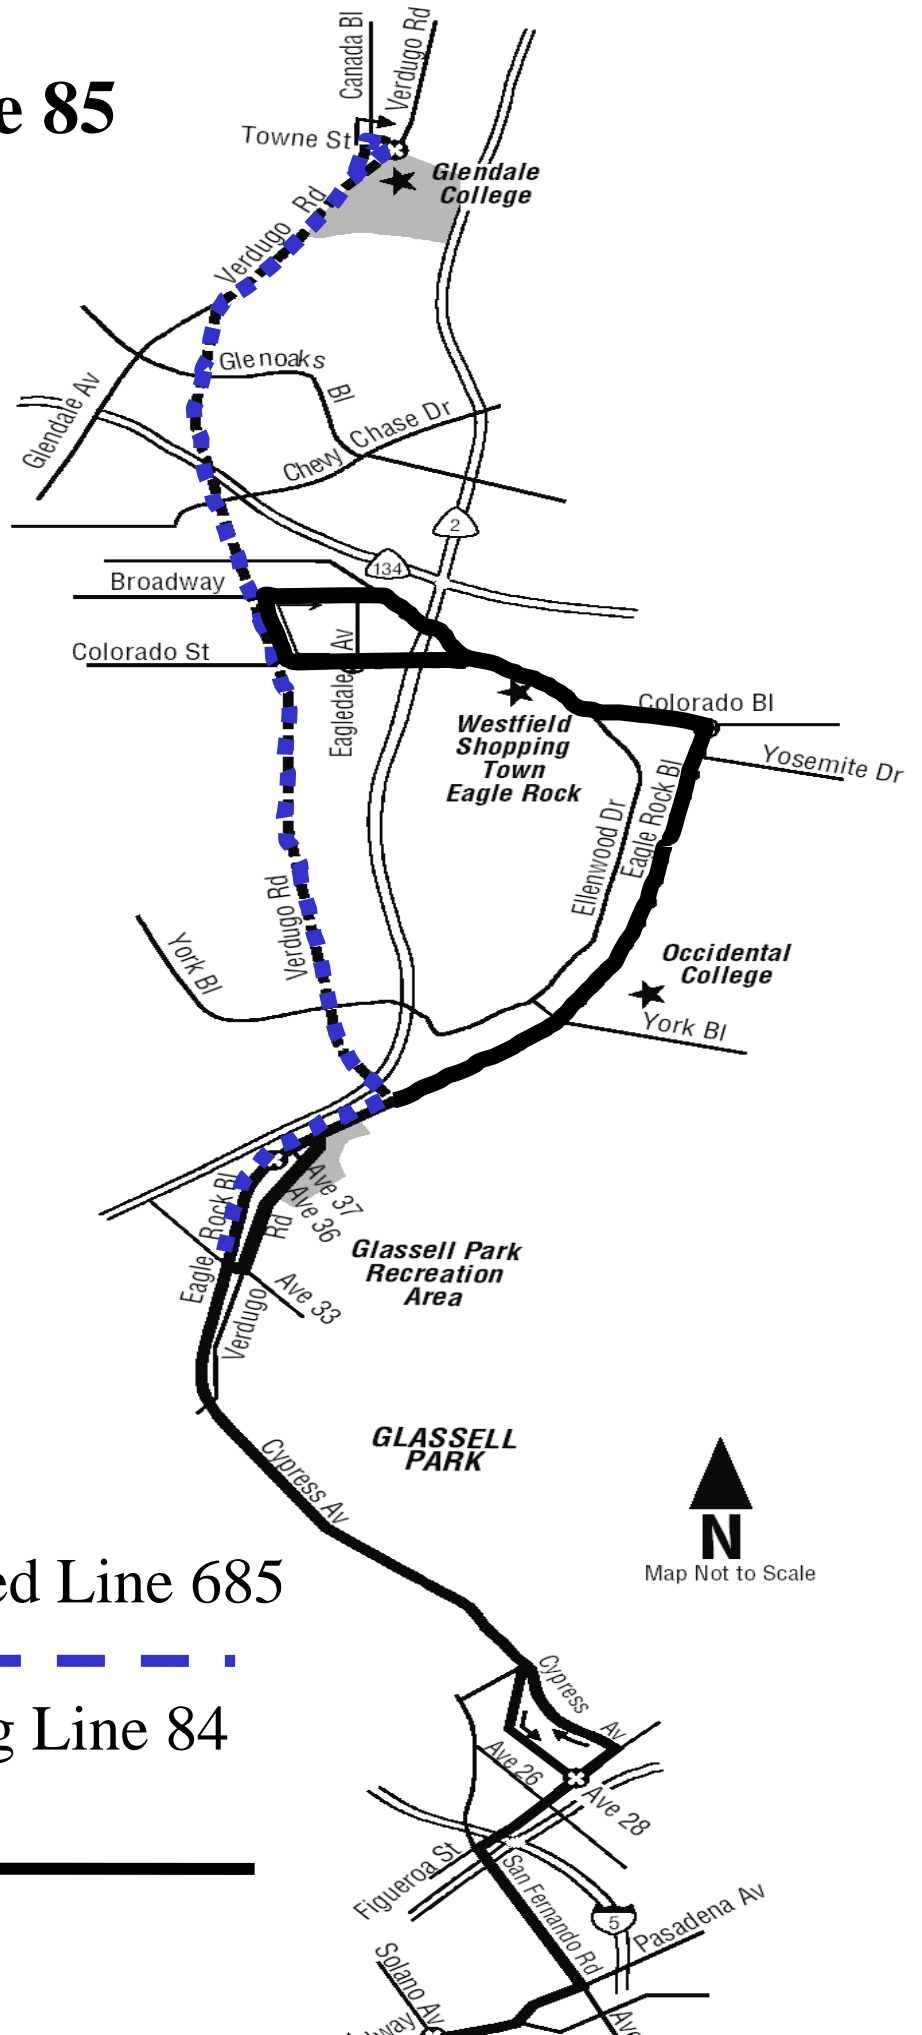 e 85
Canada Bl
Verdugo Rd
Towne St
Glendale
College
Verdugo Rd
Glenoaks
Bl
Glendale Av
Chevy Chase Dr
2
134
Broadway
Colorado St
Eagledale Av
Westfield
Shopping
Town
Eagle Rock
Colorado Bl
Yosemite Dr
Ellenwood Dr
Eagle Rock Bl
Verdugo Rd
York Bl
Occidental
College
York Bl
Ave 37
Ave 36
Eagle Rock Bl
Verdugo Rd
Ave 33
Glassell Park
Recreation
Area
GLASSELL
PARK
Cypress Av
N
Map Not to Scale
ed Line 685
g Line 84
Cypress Av
Ave 26
Ave 28
Figueroa St
San Fernando Rd
5
Pasadena Av
Solano Av
dway
Ave